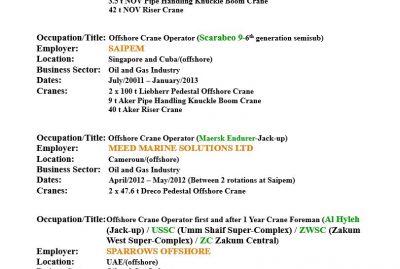 3.5 t NOV Pipe Handling Knuckle Boom Crane
42 t NOV Riser Crane
Occupation/Title: Offshore Crane Operator (Scarabeo 9-6th generation semisub)
Employer: SAIPEM
Location: Singapore and Cuba/(offshore)
Business Sector: Oil and Gas Industry
Dates: July/20011 – January/2013
Cranes: 2 x 100 t Liebherr Pedestal Offshore Crane
9 t Aker Pipe Handling Knuckle Boom Crane
40 t Aker Riser Crane
Occupation/Title: Offshore Crane Operator (Maersk Endurer-Jack-up)
Employer: MEED MARINE SOLUTIONS LTD
Location: Cameroun/(offshore)
Business Sector: Oil and Gas Industry
Dates: April/2012 – May/2012 (Between 2 rotations at Saipem)
Cranes: 2 x 47.6 t Dreco Pedestal Offshore Crane
Occupation/Title: Offshore Crane Operator first and after 1 Year Crane Foreman (Al Hyleh
(Jack-up) / USSC (Umm Shaif Super-Complex) / ZWSC (Zakum
West Super-Complex) / ZC Zakum Central)
Employer: SPARROWS OFFSHORE
Location: UAE/(offshore)